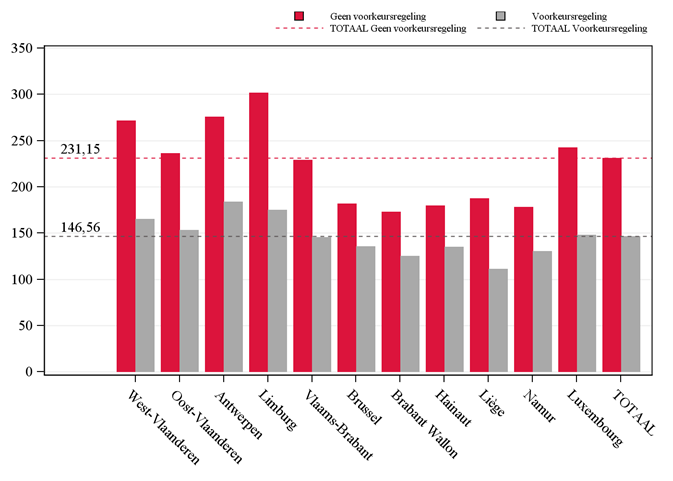 Geen voorkeursregeling
Voorkeursregeling
TOTAAL Geen voorkeursregeling
TOTAAL Voorkeursregeling
350
300
250
231,15
200
150
146,56
100
50
0
West-Vlaanderen
Oost-Vlaanderen
Antwerpen
Limburg
Vlaams-Brabant
Brussel
Brabant Wallon
Hainaut
Liège
Namur
Luxembourg
TOTAAL